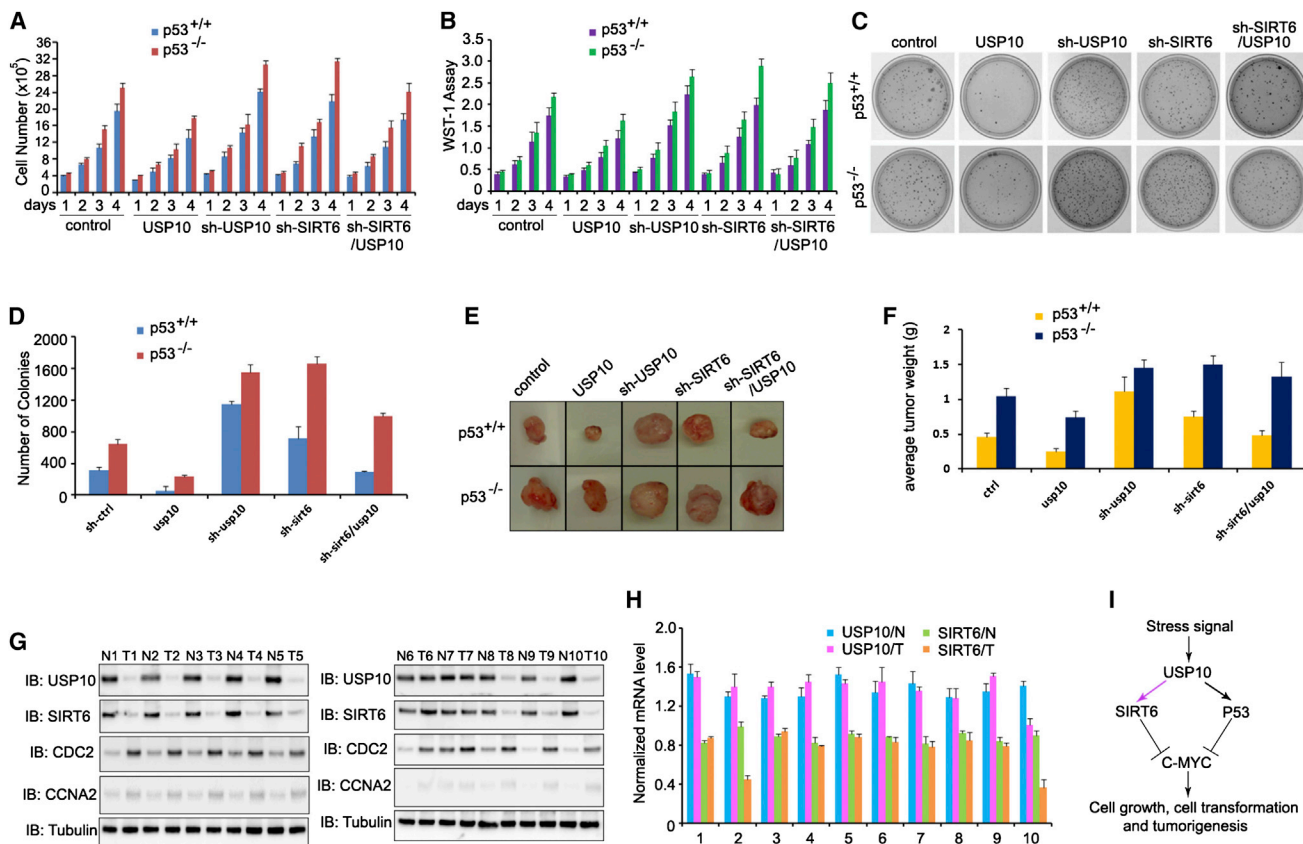 A
p53+/+
p53-/-
Cell Number (x10⁵)
36
32
28
24
20
16
12
8
4
0
days 1 2 3 4 1 2 3 4 1 2 3 4 1 2 3 4 1 2 3 4
control USP10 sh-USP10 sh-SIRT6 sh-SIRT6
/USP10
B
p53+/+
p53-/-
WST-1 Assay
3.5
3.0
2.5
2.0
1.5
1.0
0.5
0.0
days 1 2 3 4 1 2 3 4 1 2 3 4 1 2 3 4 1 2 3 4
control USP10 sh-USP10 sh-SIRT6 sh-SIRT6
/USP10
C
control USP10 sh-USP10 sh-SIRT6 sh-SIRT6
/USP10
p53+/+
p53-/-
D
p53+/+
p53-/-
Number of Colonies
1600
1200
800
400
0
sh-ctrl usp10 sh-usp10 sh-sirt6 sh-sirt6/usp10
E
control USP10 sh-USP10 sh-SIRT6 sh-SIRT6
/USP10
p53+/+
p53-/-
F
p53+/+
p53-/-
average tumor weight (g)
2
1.5
1
0.5
0
ctrl usp10 sh-usp10 sh-sirt6 sh-sirt6/usp10
G
N1 T1 N2 T2 N3 T3 N4 T4 N5 T5
IB: USP10
IB: SIRT6
IB: CDC2
IB: CCNA2
IB: Tubulin
N6 T6 N7 T7 N8 T8 N9 T9 N10 T10
IB: USP10
IB: SIRT6
IB: CDC2
IB: CCNA2
IB: Tubulin
H
USP10/N SIRT6/N
USP10/T SIRT6/T
Normalized mRNA level
2.0
1.6
1.2
0.8
0.4
0
1 2 3 4 5 6 7 8 9 10
I
Stress signal
USP10
SIRT6 P53
C-MYC
Cell growth, cell transformation
and tumorigenesis